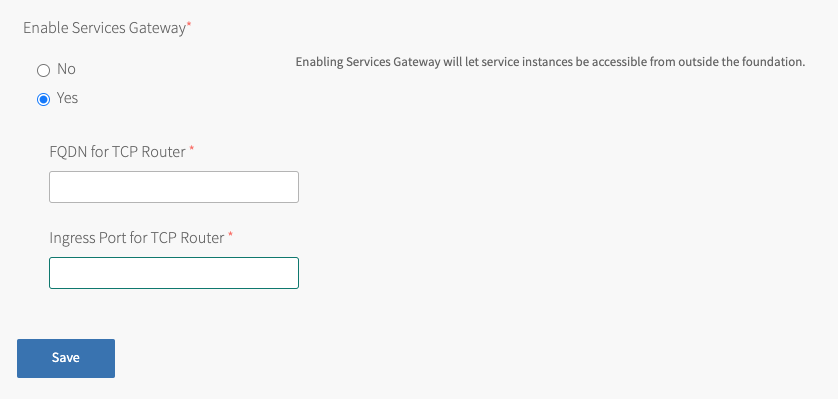 Enable Services Gateway*
No
Enabling Services Gateway will let service instances be accessible from outside the foundation.
Yes
FQDN for TCP Router *
Ingress Port for TCP Router *
Save